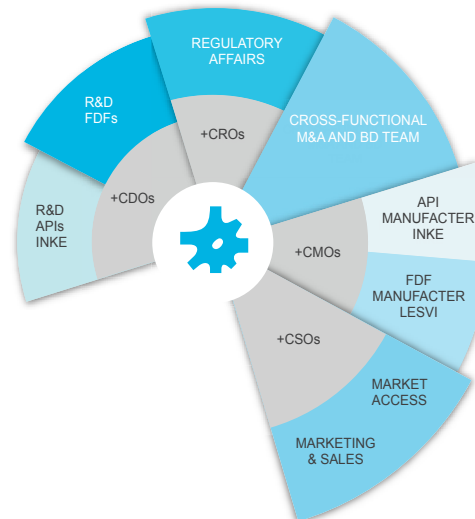 REGULATORY
AFFAIRS
R&D
FDFs
CROSS-FUNCTIONAL
M&A AND BD TEAM
+CROs
+CDOs
R&D
APIs
INKE
API
MANUFACTER
INKE
+CMOs
FDF
MANUFACTER
LESVI
+CSOs
MARKET
ACCESS
MARKETING
& SALES